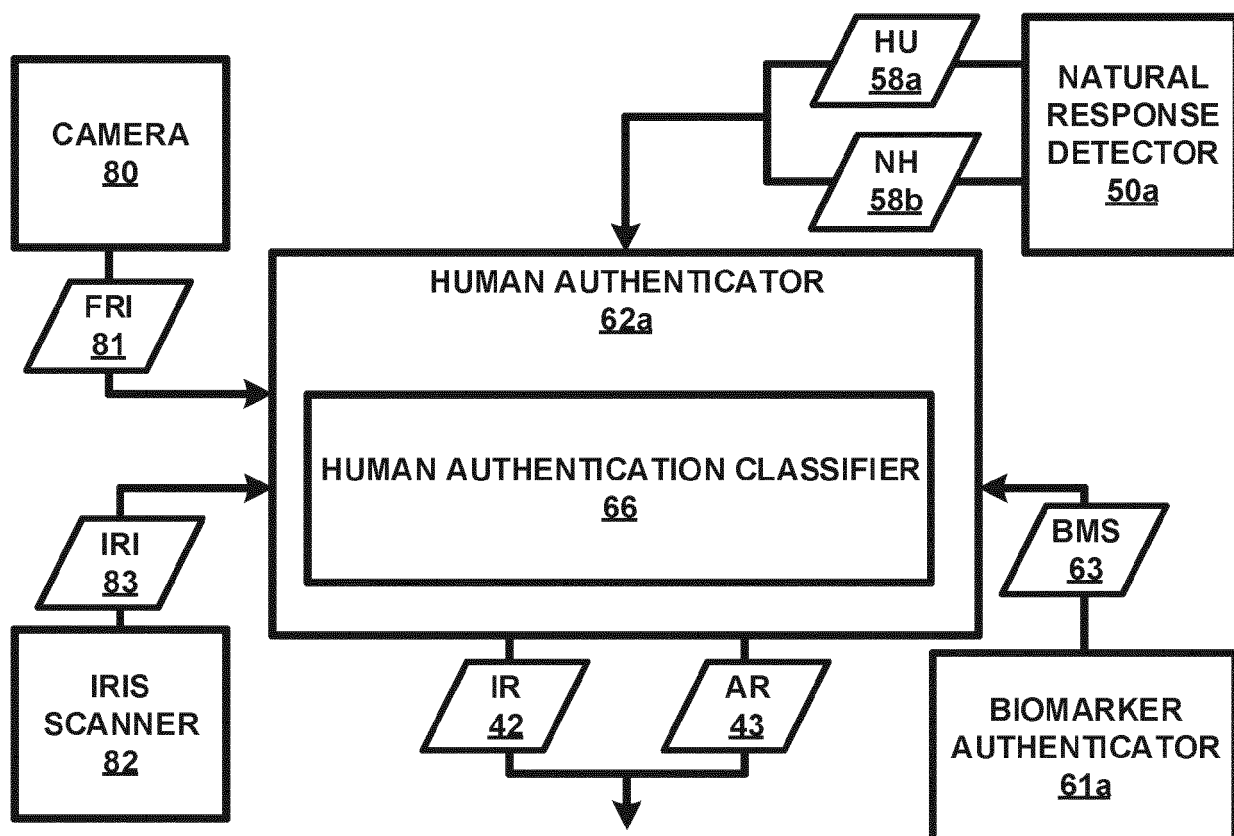 CAMERA
80
HU
58a
NH
58b
NATURAL
RESPONSE
DETECTOR
50a
FRI
81
HUMAN AUTHENTICATOR
62a
HUMAN AUTHENTICATION CLASSIFIER
66
IRI
83
IRIS
SCANNER
82
IR
42
AR
43
BMS
63
BIOMARKER
AUTHENTICATOR
61a